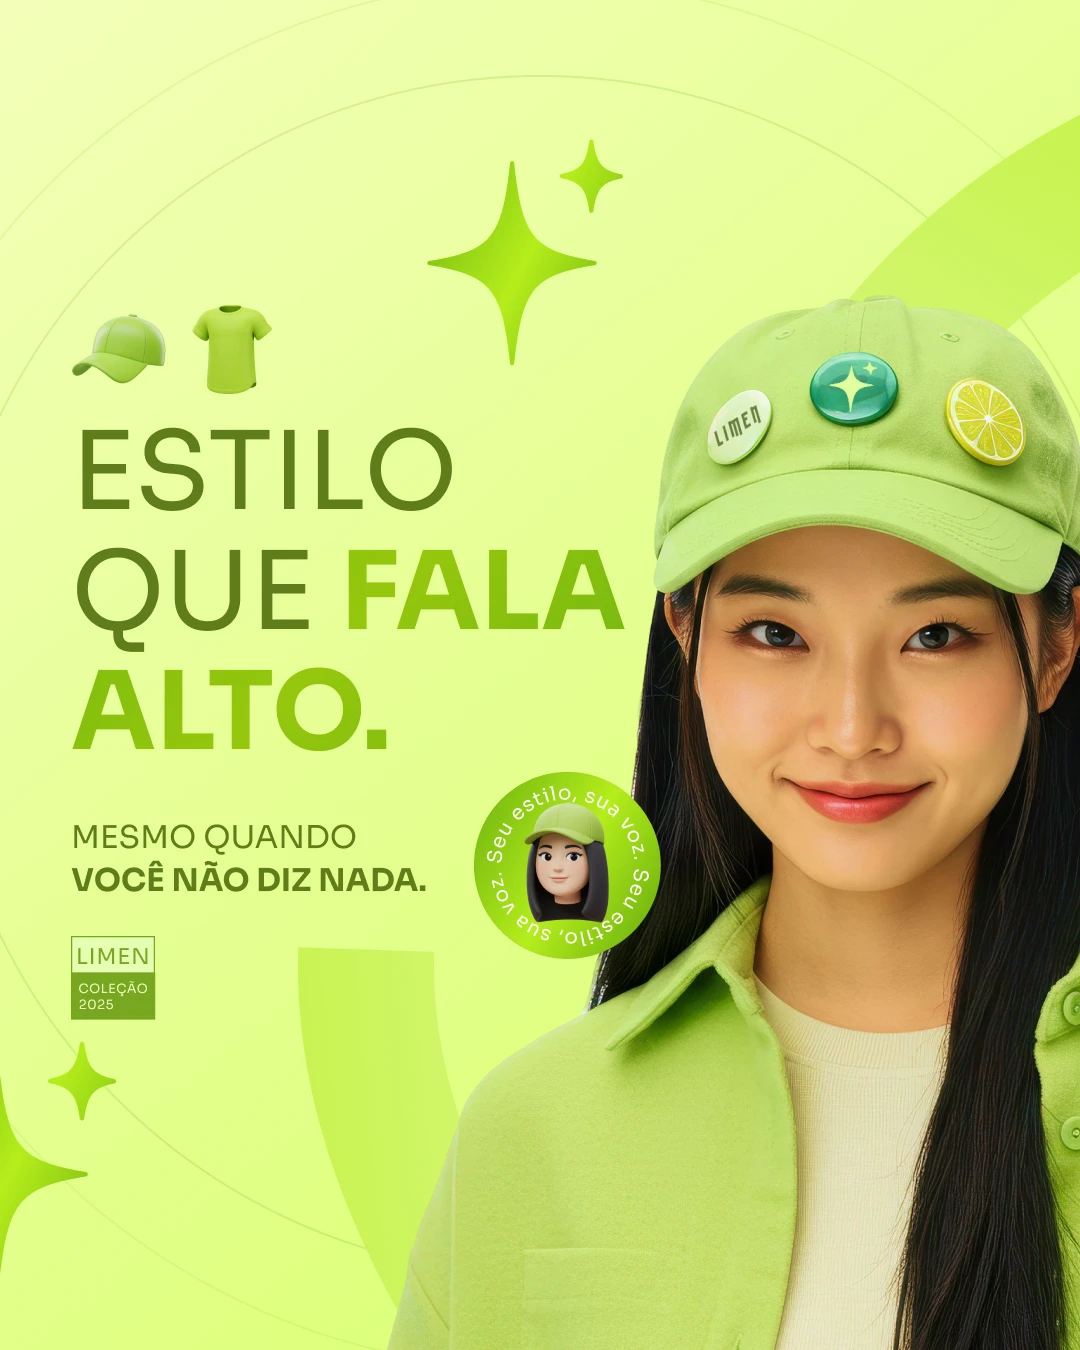 LIMEN
ESTILO
QUE FALA
ALTO.
Seu estilo, sua voz. Seu estilo, sua voz.
MESMO QUANDO
VOCÊ NÃO DIZ NADA.
LIMEN
COLEÇÃO
2025